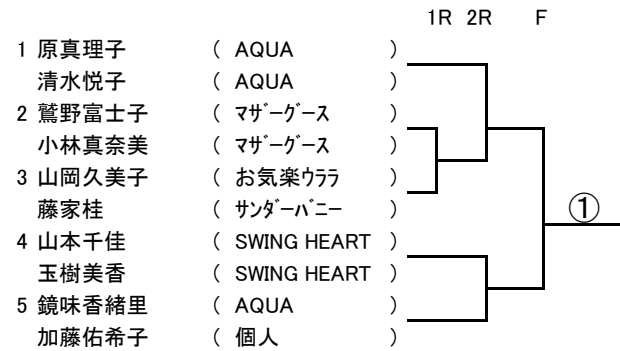 1R 2R F
1 原真理子 ( AQUA )
清水悦子 ( AQUA )
2 鷲野富士子 ( マザーグース )
小林真奈美 ( マザーグース )
3 山岡久美子 ( お気楽ウララ )
藤家桂 ( サンダーバニー )
①
4 山本千佳 ( SWING HEART )
玉樹美香 ( SWING HEART )
5 鏡味香緒里 ( AQUA )
加藤佑希子 ( 個人 )